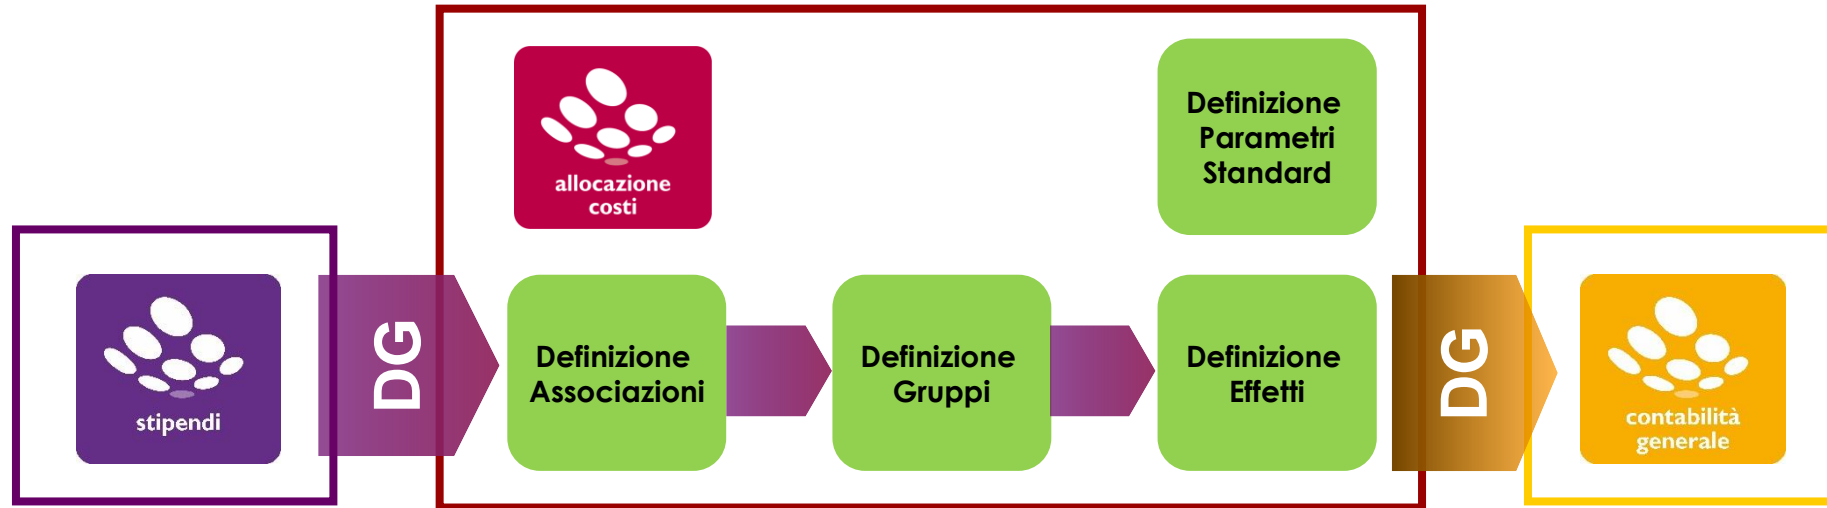 allocazione
costi
Definizione
Parametri
Standard
stipendi
DG
Definizione
Associazioni
Definizione
Gruppi
Definizione
Effetti
DG
contabilità
generale